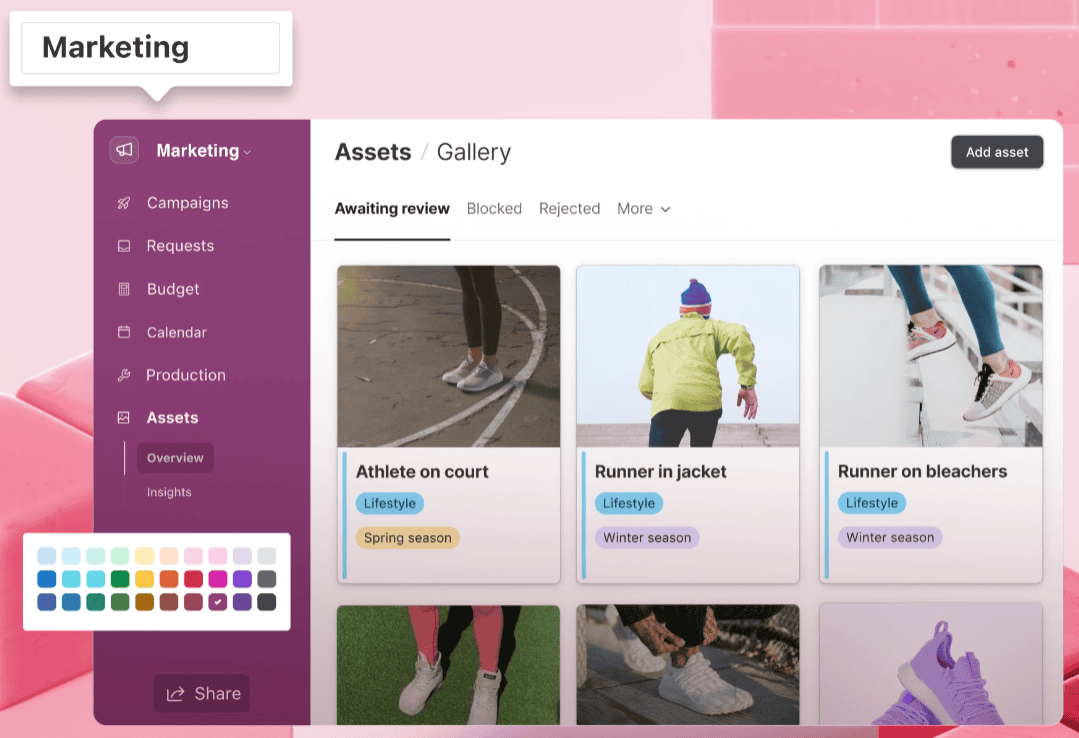 Marketing
Marketing
Campaigns
Requests
Budget
Calendar
Production
Assets
Overview
Insights
Share
Assets / Gallery
Add asset
Awaiting review Blocked Rejected More
Athlete on court
Lifestyle
Spring season
Runner in jacket
Lifestyle
Winter season
Runner on bleachers
Lifestyle
Winter season